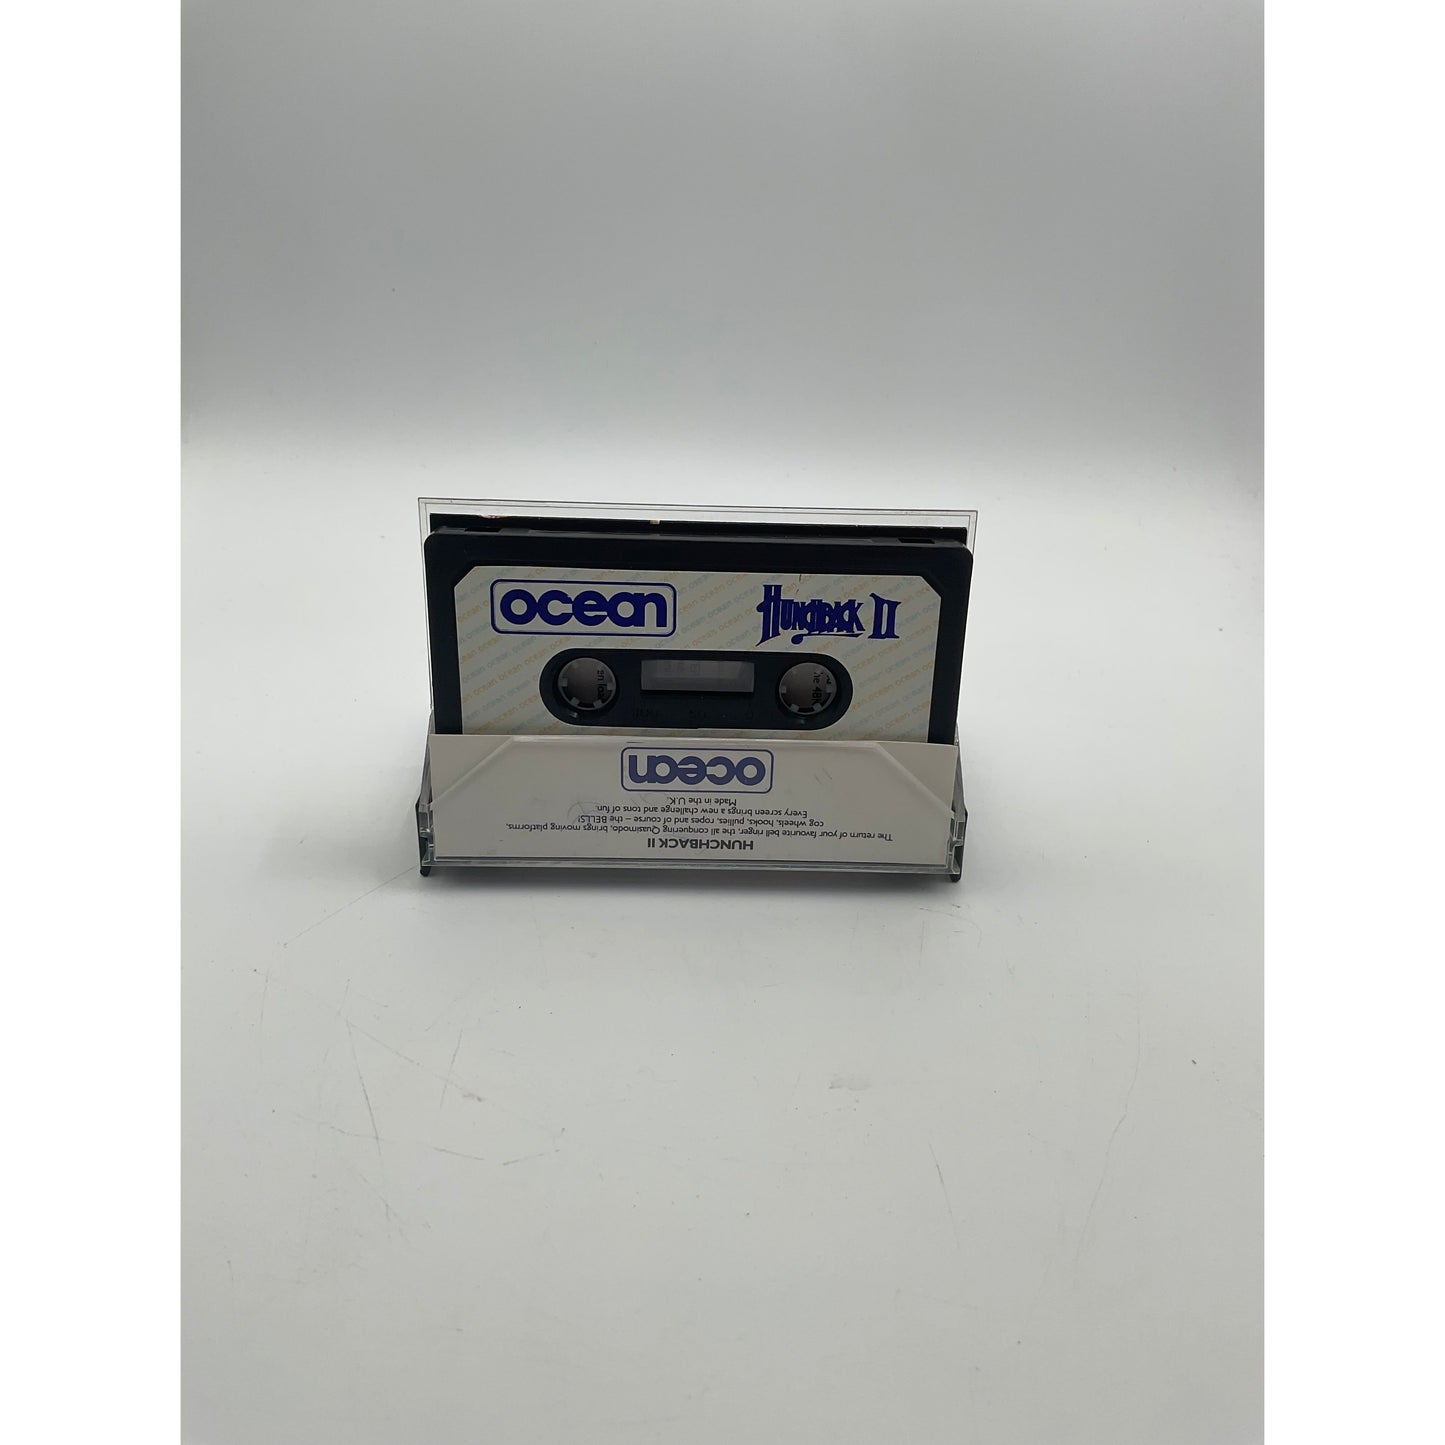 ocean
HUNCHBACK II
HUNCHBACK II
The return of your favourite bell ringer, the all conquering Quasimodo, brings moving platforms,
cog wheels, hooks, pullies, ropes and of course – the BELLS!
Every screen brings a new challenge and tons of fun.
Made in the U.K.
ocean